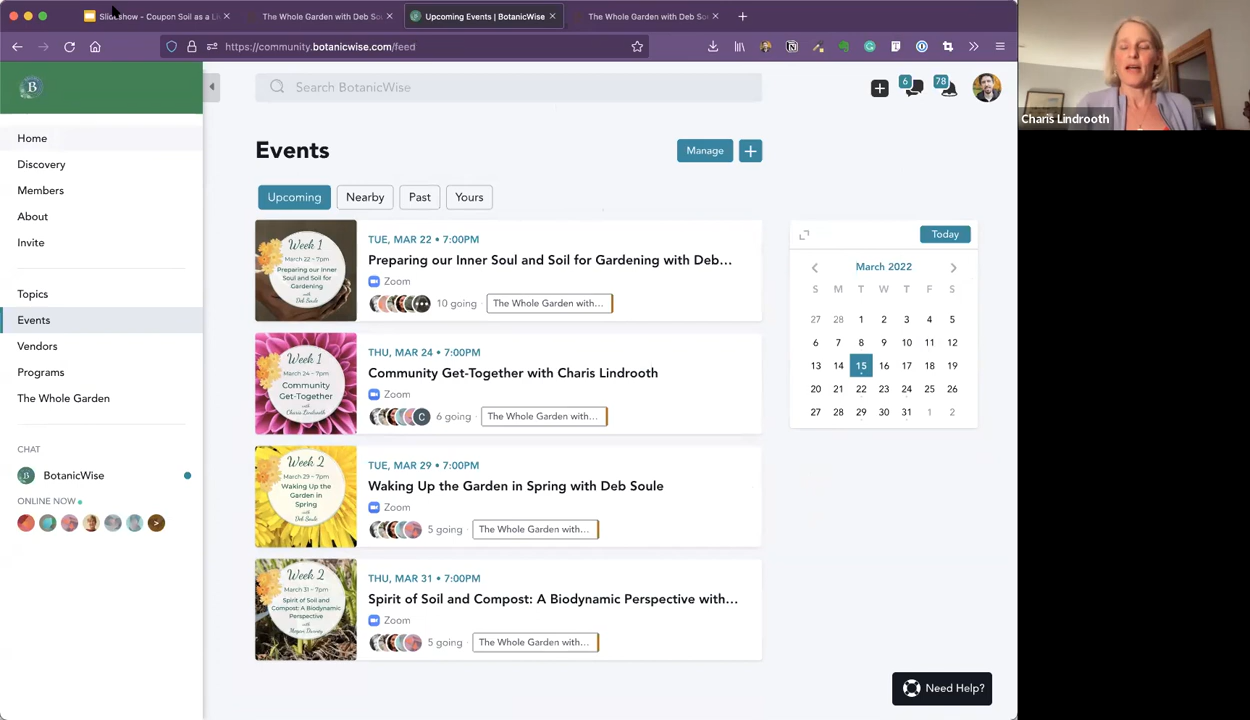 Slideshow - Coupon Soil as a Li
The Whole Garden with Deb So
Upcoming Events | BotanicWise
The Whole Garden with Deb So
https://community.botanicwise.com/feed
B
Search BotanicWise
6
78
Charis Lindrooth
Home
Discovery
Members
About
Invite
Topics
Events
Vendors
Programs
The Whole Garden
CHAT
B BotanicWise
ONLINE NOW
Events
Manage
Upcoming Nearby Past Yours
Week 1
March 22 ~ 7pm
Preparing our Inner
Soul and Soil for
Gardening
with
Deb Soule
TUE, MAR 22 • 7:00PM
Preparing our Inner Soul and Soil for Gardening with Deb...
Zoom
10 going · The Whole Garden with...
Week 1
March 24 ~ 7pm
Community
Get-Together
with
Charis Lindrooth
THU, MAR 24 • 7:00PM
Community Get-Together with Charis Lindrooth
Zoom
C 6 going · The Whole Garden with...
Week 2
March 29 ~ 7pm
Waking Up the
Garden in
Spring
with
Deb Soule
TUE, MAR 29 • 7:00PM
Waking Up the Garden in Spring with Deb Soule
Zoom
5 going · The Whole Garden with...
Week 2
March 31 ~ 7pm
Spirit of Soil and
Compost: A
Biodynamic
Perspective
with
THU, MAR 31 • 7:00PM
Spirit of Soil and Compost: A Biodynamic Perspective with...
Zoom
5 going · The Whole Garden with...
Today
March 2022
S M T W T F S
27 28 1 2 3 4 5
6 7 8 9 10 11 12
13 14 15 16 17 18 19
20 21 22 23 24 25 26
27 28 29 30 31 1 2
Need Help?